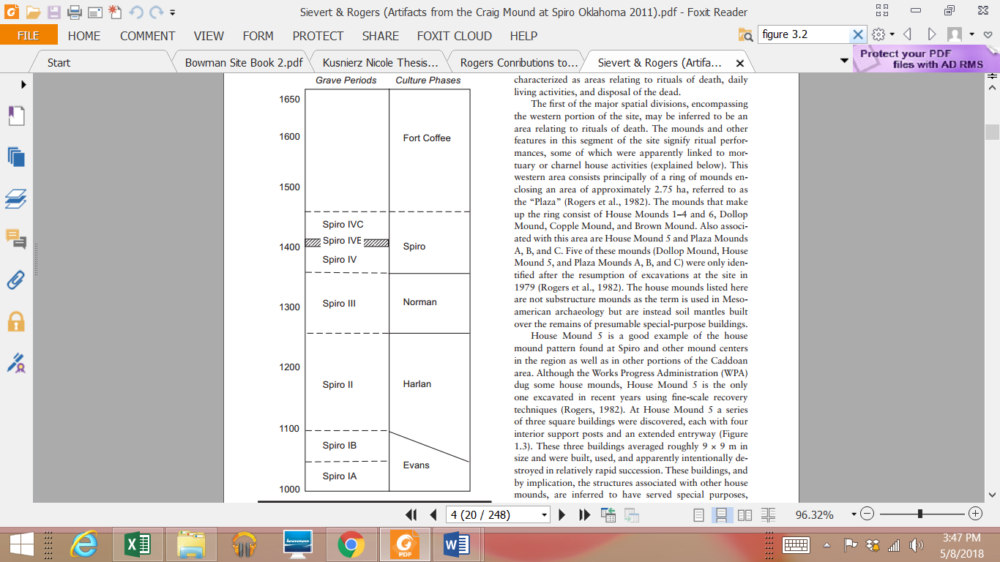 Sievert & Rogers (Artifacts from the Craig Mound at Spiro Oklahoma 2011).pdf - Foxit Reader
FILE HOME COMMENT VIEW FORM PROTECT SHARE FOXIT CLOUD HELP figure 3.2
Start Bowman Site Book 2.pdf Kusnierz Nicole Thesis... Rogers Conributions to... Sievert & Rogers (Artifa...
Protect your PDF
files with AD RMS
Grave Periods Culture Phases
1650
1600
Fort Coffee
1500
Spiro IVC
Spiro IVB
1400
Spiro
Spiro IV
1300
Spiro III
Norman
1200
Spiro II
Harlan
1100
Spiro IB
Evans
Spiro IA
1000
characterized as areas relating to rituals of death, daily
living activities, and disposal of the dead.
The first of the major spatial divisions, encompassing
the western portion of the site, may be inferred to be an
area relating to rituals of death. The mounds and other
features in this segment of the site signify ritual perfor-
mances, some of which were apparently linked to mor-
tuary or charnel house activities (explained below). This
western area consists principally of a ring of mounds en-
closing an area of approximately 2.75 ha, referred to as
the “Plaza” (Rogers et al., 1982). The mounds that make
up the ring consist of House Mounds 1–4 and 6, Dollop
Mound, Copple Mound, and Brown Mound. Also associ-
ated with this area are House Mound 5 and Plaza Mounds
A, B, and C. Five of these mounds (Dollop Mound, House
Mound 5, and Plaza Mounds A, B, and C) were only iden-
tified after the resumption of excavations at the site in
1979 (Rogers et al., 1982). The house mounds listed here
are not substructure mounds as the term is used in Meso-
american archaeology but are instead soil mantles built
over the remains of presumable special-purpose buildings.
House Mound 5 is a good example of the house
mound pattern found at Spiro and other mound centers
in the region as well as in other portions of the Caddoan
area. Although the Works Progress Administration (WPA)
dug some house mounds, House Mound 5 is the only
one excavated in recent years using fine-scale recovery
techniques (Rogers, 1982). At House Mound 5 a series
of three square buildings were discovered, each with four
interior support posts and an extended entryway (Figure
1.3). These three buildings averaged roughly 9 × 9 m in
size and were built, used, and apparently intentionally de-
stroyed in relatively rapid succession. These buildings, and
by implication, the structures associated with other house
mounds, are inferred to have served special purposes,
4 (20 / 248)
96.32%
lenovo
PDF
3:47 PM
5/8/2018